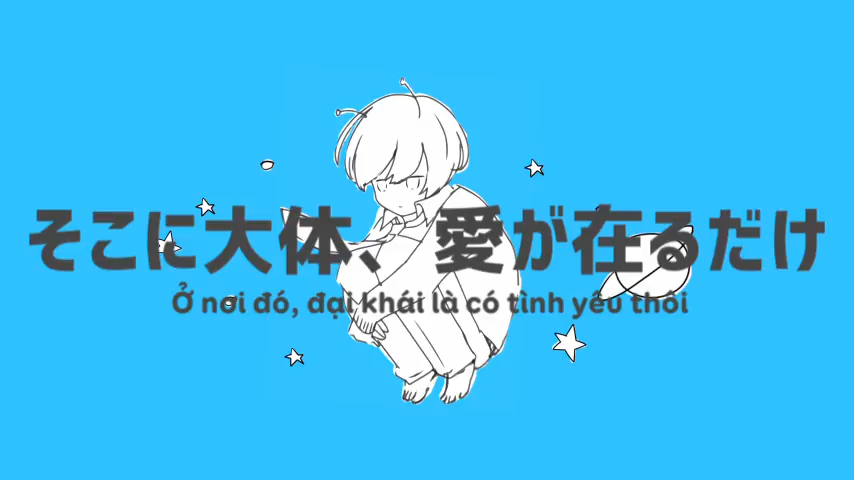 そこに大体、愛が在るだけ
Ở nơi đó, đại khái là có tình yêu thôi